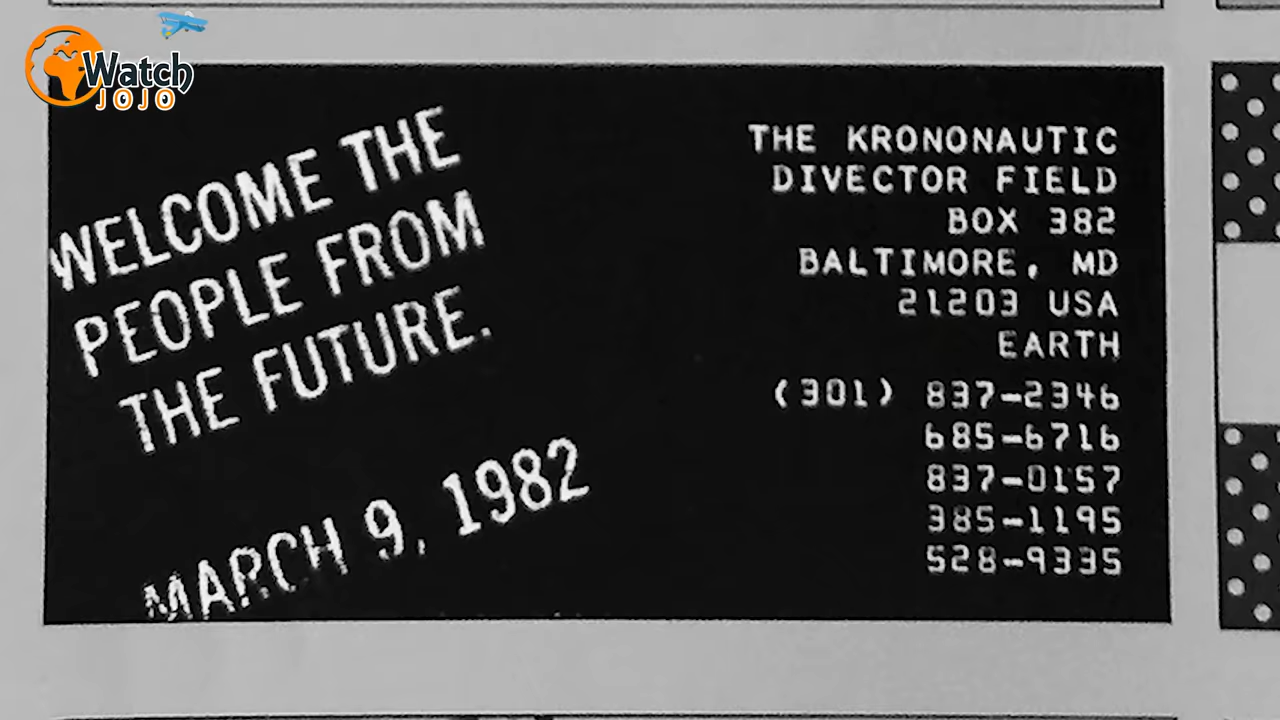 Watch
JOJO
WELCOME THE
PEOPLE FROM
THE FUTURE.
MARCH 9, 1982
THE KRONONAUTIC
DIVECTOR FIELD
BOX 382
BALTIMORE, MD
21203 USA
EARTH
(301) 837-2346
685-6716
837-0157
385-1195
528-9335